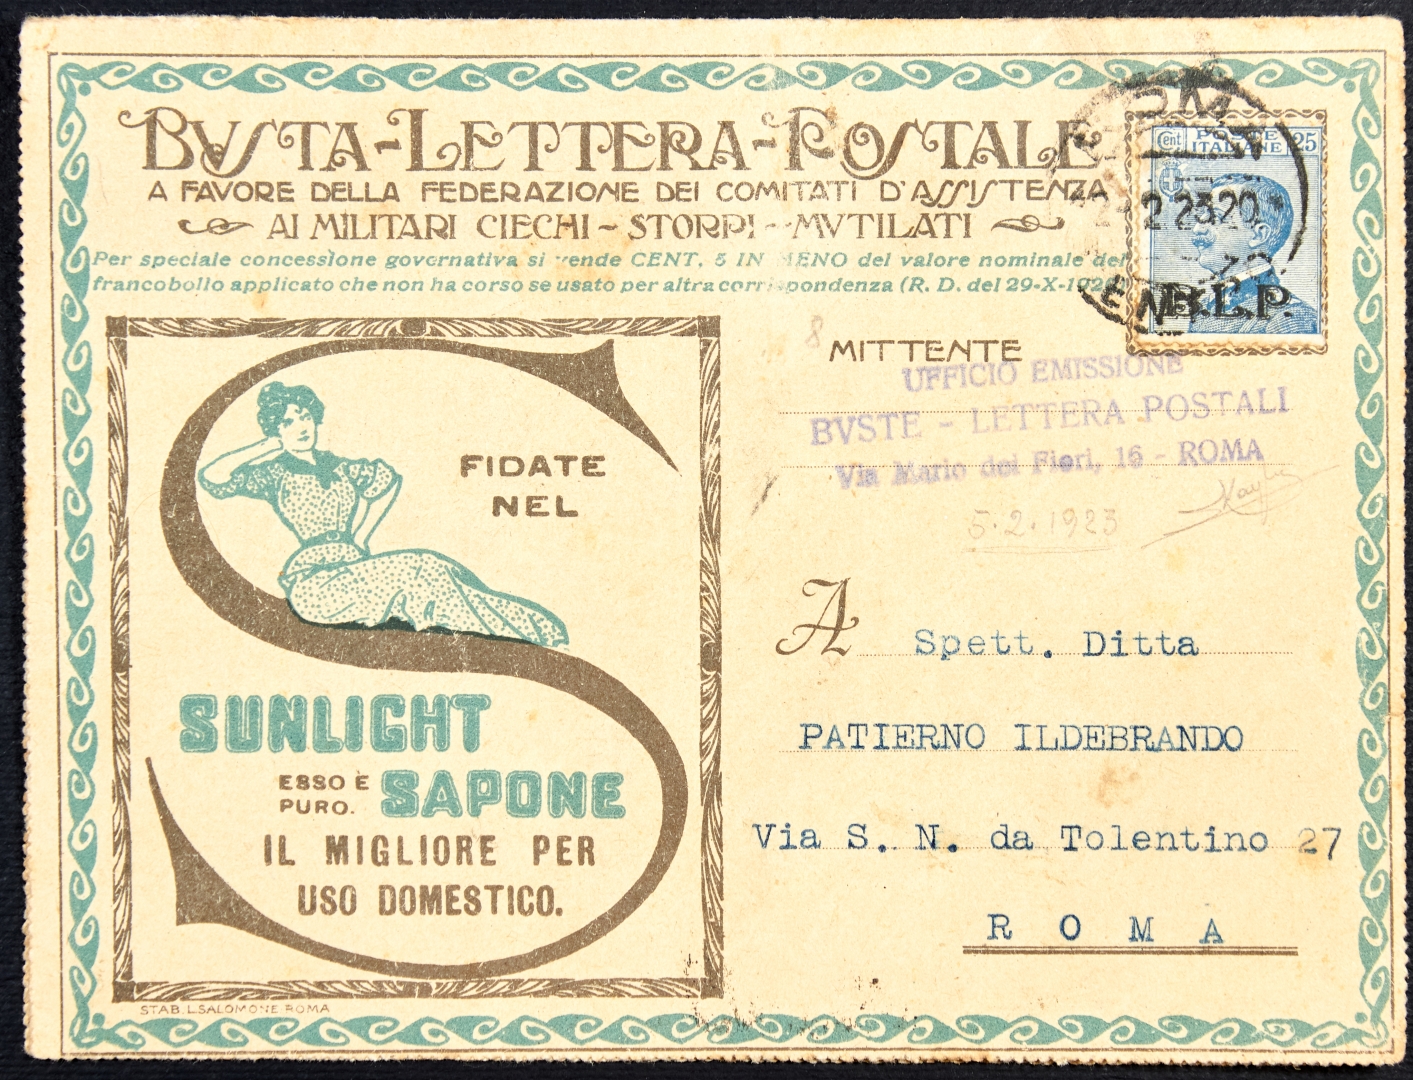 BVSTA-LETTERA-POSTALE
A FAVORE DELLA FEDERAZIONE DEI COMITATI D'ASSISTENZA
AI MILITARI CIECHI - STORPI - MVTILATI
Per speciale concessione governativa si vende CENT. 5 IN MENO del valore nominale del
francobollo applicato che non ha corso se usato per altra corrispondenza (R. D. del 29-X-192
Cent POSTE ITALIANE 25
2.23 20
B.L.P.
MITTENTE
8
UFFICIO EMISSIONE
BVSTE - LETTERA POSTALI
Via Mario dei Fiori, 16 - ROMA
5.2.1923
FIDATE
NEL
SUNLIGHT
ESSO È
PURO.
SAPONE
IL MIGLIORE PER
USO DOMESTICO.
STAB. L. SALOMONE ROMA
A Spett. Ditta
PATIERNO ILDEBRANDO
Via S. N. da Tolentino 27
R O M A